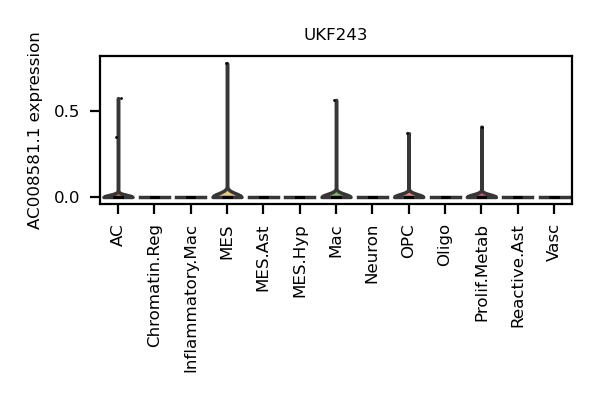 UKF243
AC008581.1 expression
0.5
0.0
AC
Chromatin.Reg
Inflammatory.Mac
MES
MES.Ast
MES.Hyp
Mac
Neuron
OPC
Oligo
Prolif.Metab
Reactive.Ast
Vasc